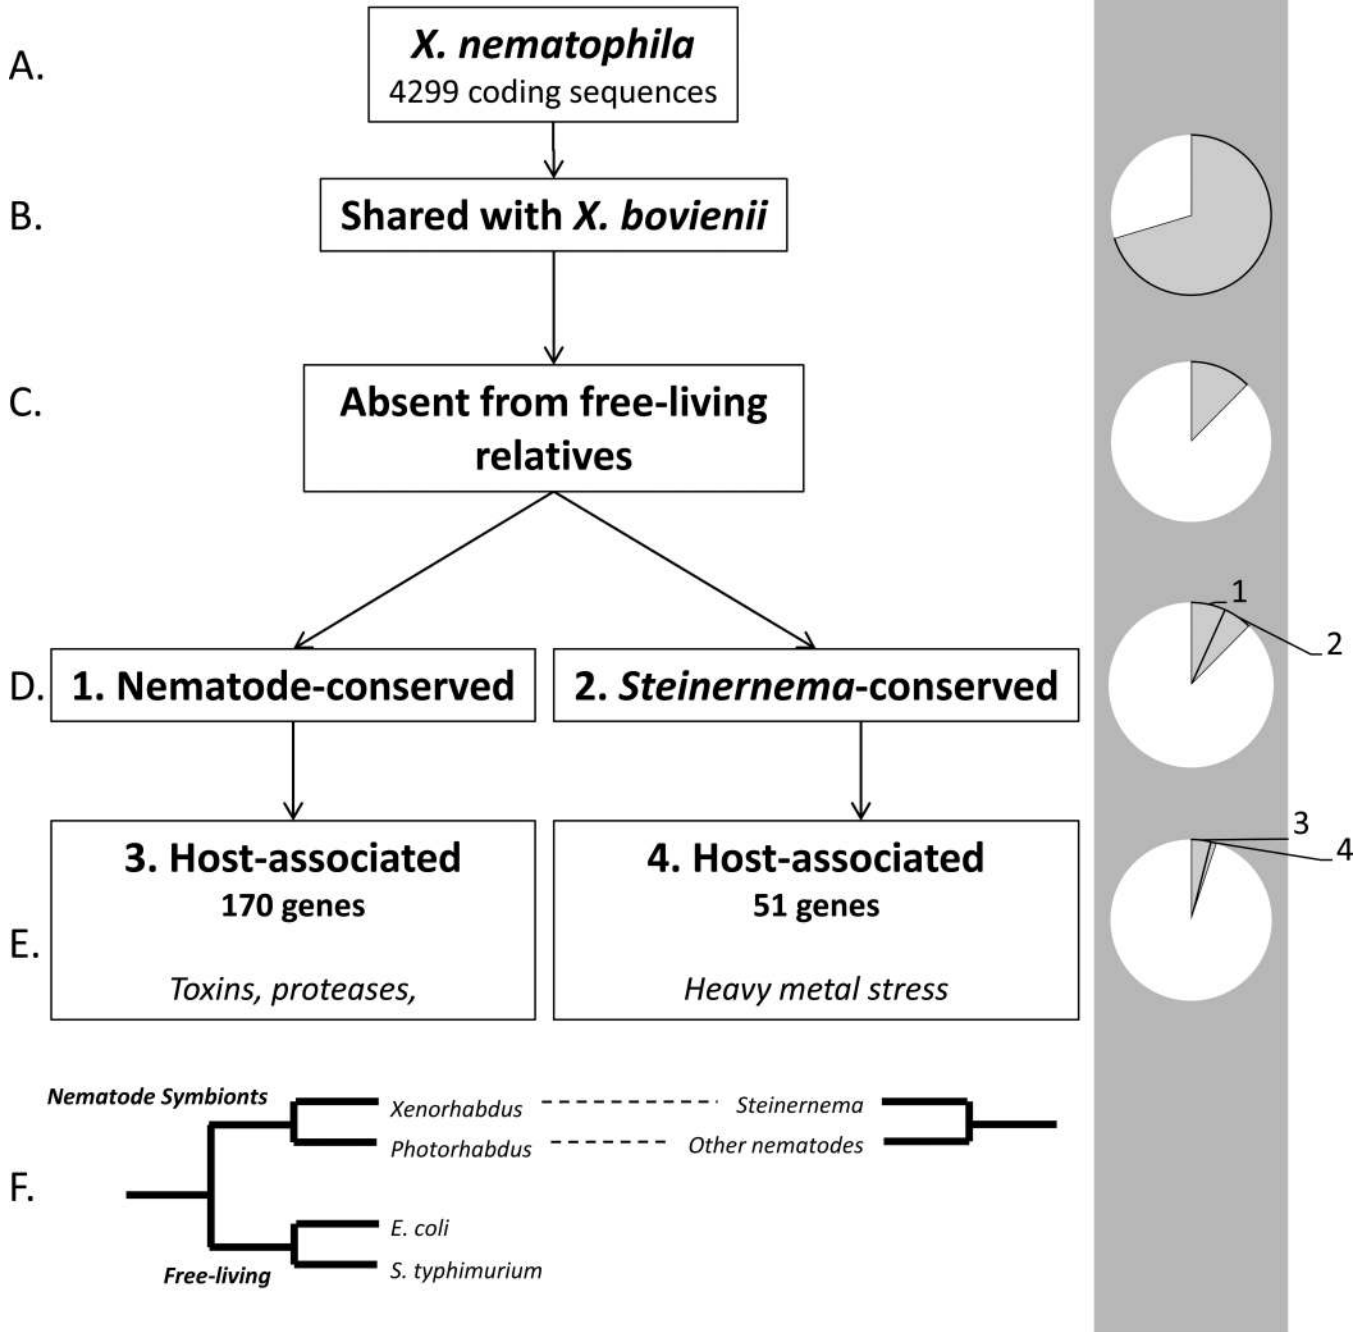 A.
X. nematophila
4299 coding sequences
B.
Shared with X. bovienii
C.
Absent from free-living
relatives
1
2
D.
1. Nematode-conserved
2. Steinernema-conserved
3
4
E.
3. Host-associated
170 genes
Toxins, proteases,
4. Host-associated
51 genes
Heavy metal stress
F.
Nematode Symbionts
Xenorhabdus
Steinernema
Photorhabdus
Other nematodes
E. coli
Free-living
S. typhimurium